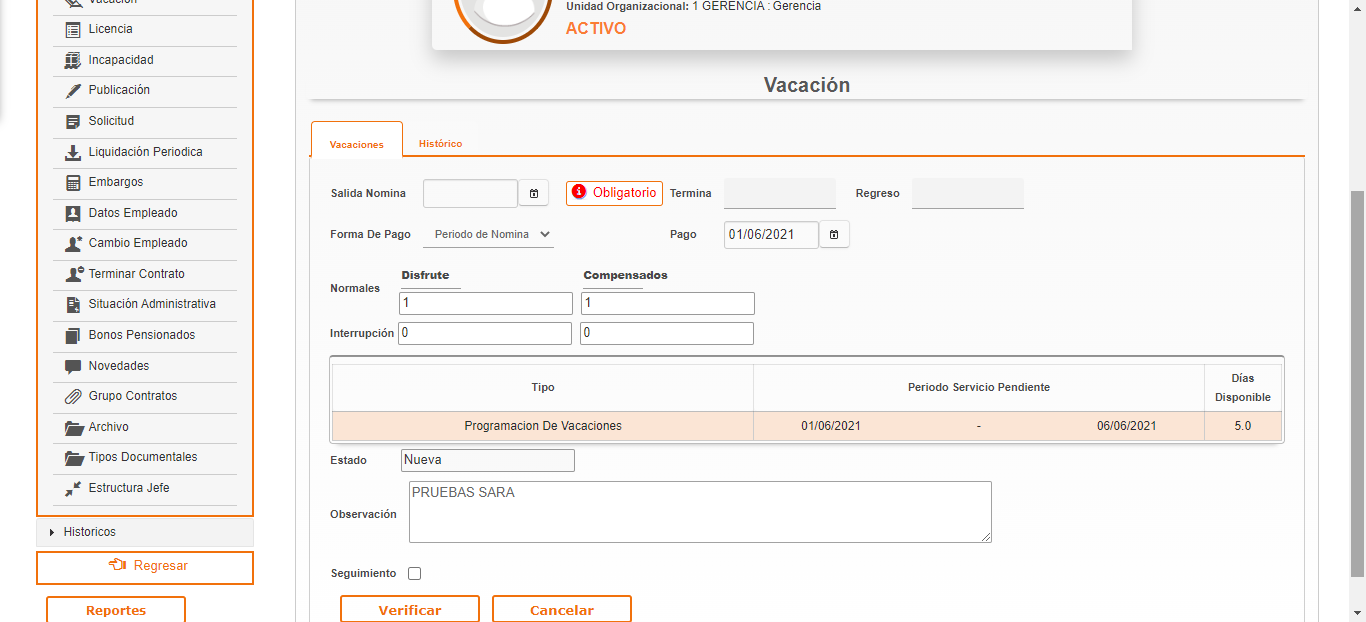 Vacación
Licencia
Incapacidad
Publicación
Solicitud
Liquidación Periodica
Embargos
Datos Empleado
Cambio Empleado
Terminar Contrato
Situación Administrativa
Bonos Pensionados
Novedades
Grupo Contratos
Archivo
Tipos Documentales
Estructura Jefe
Historicos
Regresar
Reportes
Unidad Organizacional: 1 GERENCIA : Gerencia
ACTIVO
Vacación
Vacaciones Histórico
Salida Nomina Obligatorio Termina Regreso
Forma De Pago Periodo de Nomina Pago 01/06/2021
Disfrute Compensados
Normales 1 1
Interrupción 0 0
Tipo Periodo Servicio Pendiente Días Disponible
Programacion De Vacaciones 01/06/2021 - 06/06/2021 5.0
Estado Nueva
Observación PRUEBAS SARA
Seguimiento
Verificar Cancelar